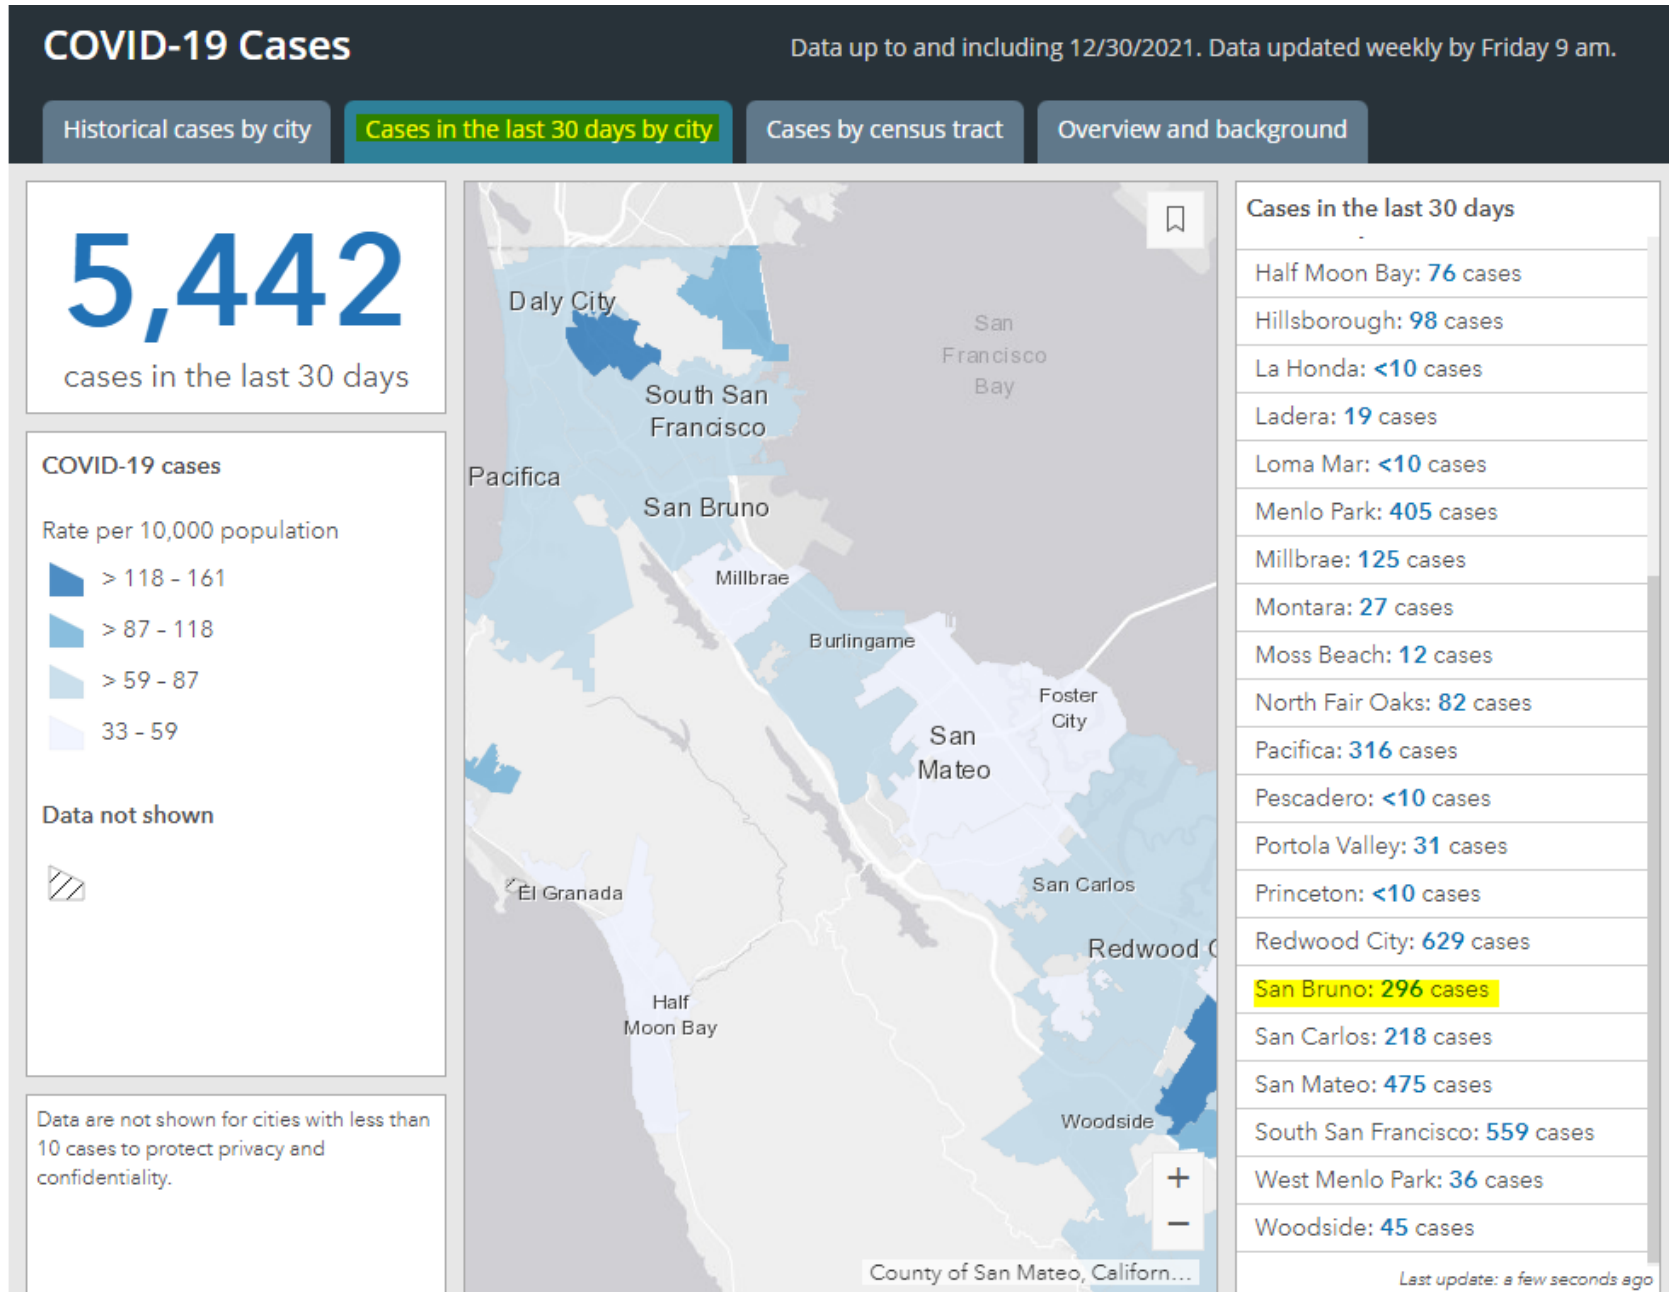 COVID-19 Cases
Data up to and including 12/30/2021. Data updated weekly by Friday 9 am.
Historical cases by city
Cases in the last 30 days by city
Cases by census tract
Overview and background
5,442
cases in the last 30 days
COVID-19 cases
Rate per 10,000 population
> 118 - 161
> 87 - 118
> 59 - 87
33 - 59
Data not shown
Data are not shown for cities with less than
10 cases to protect privacy and
confidentiality.
Daly City
San
Francisco
Bay
South San
Francisco
Pacifica
San Bruno
Millbrae
Burlingame
Foster
City
San
Mateo
El Granada
San Carlos
Redwood C
Half
Moon Bay
Woodside
+
−
County of San Mateo, Californ...
Cases in the last 30 days
Half Moon Bay: 76 cases
Hillsborough: 98 cases
La Honda: <10 cases
Ladera: 19 cases
Loma Mar: <10 cases
Menlo Park: 405 cases
Millbrae: 125 cases
Montara: 27 cases
Moss Beach: 12 cases
North Fair Oaks: 82 cases
Pacifica: 316 cases
Pescadero: <10 cases
Portola Valley: 31 cases
Princeton: <10 cases
Redwood City: 629 cases
San Bruno: 296 cases
San Carlos: 218 cases
San Mateo: 475 cases
South San Francisco: 559 cases
West Menlo Park: 36 cases
Woodside: 45 cases
Last update: a few seconds ago